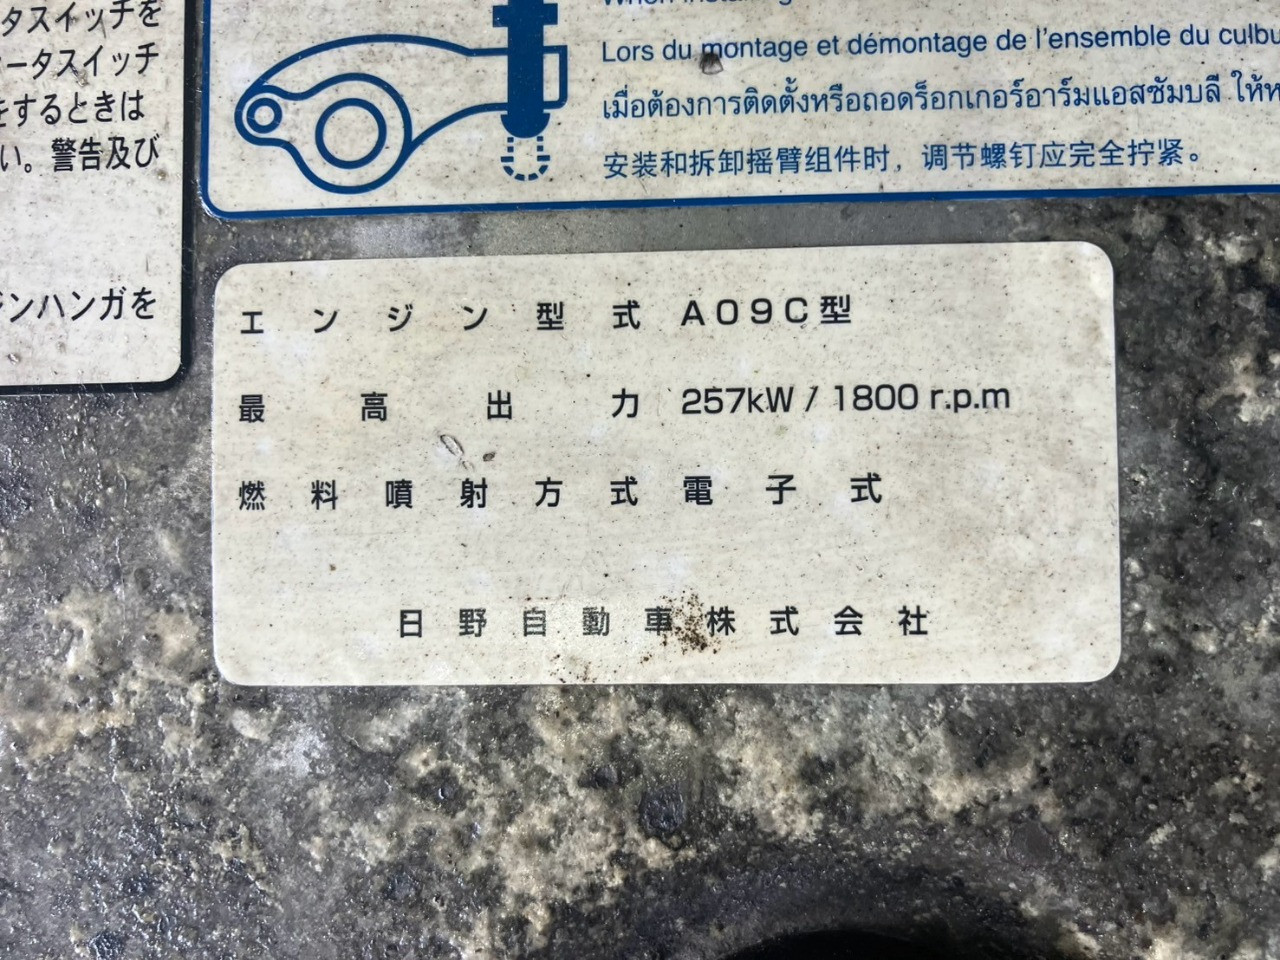 タスイッチを
ータスイッチ
をするときは
い。警告及び
ジンハンガを
Lors du montage et démontage de l'ensemble du culbu
เมื่อต้องการติดตั้งหรือถอดร็อกเกอร์อาร์มแอสซัมบลี ให้ห
安装和拆卸摇臂组件时，调节螺钉应完全拧紧。
エンジン型式 A09C型
最高出力 257kW / 1800 r.p.m
燃料噴射方式 電子式
日野自動車株式会社